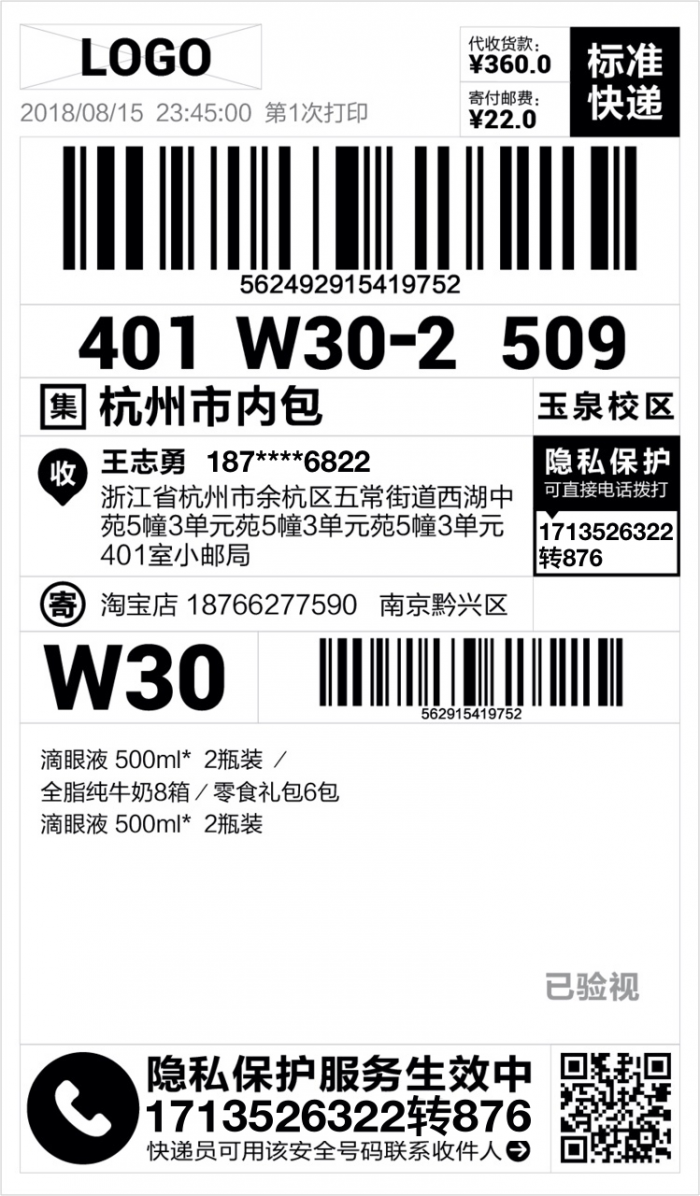 LOGO
代收货款：
¥360.0
标准
快递
2018/08/15 23:45:00 第1次打印
寄付邮费：
¥22.0
562492915419752
401 W30-2 509
集 杭州市内包
玉泉校区
收 王志勇 187****6822
浙江省杭州市余杭区五常街道西湖中
苑5幢3单元苑5幢3单元苑5幢3单元
401室小邮局
隐私保护
可直接电话拨打
1713526322
转876
寄 淘宝店 18766277590 南京黔兴区
W30
562915419752
滴眼液 500ml* 2瓶装 /
全脂纯牛奶8箱 / 零食礼包6包
滴眼液 500ml* 2瓶装
已验视
隐私保护服务生效中
1713526322转876
快递员可用该安全号码联系收件人